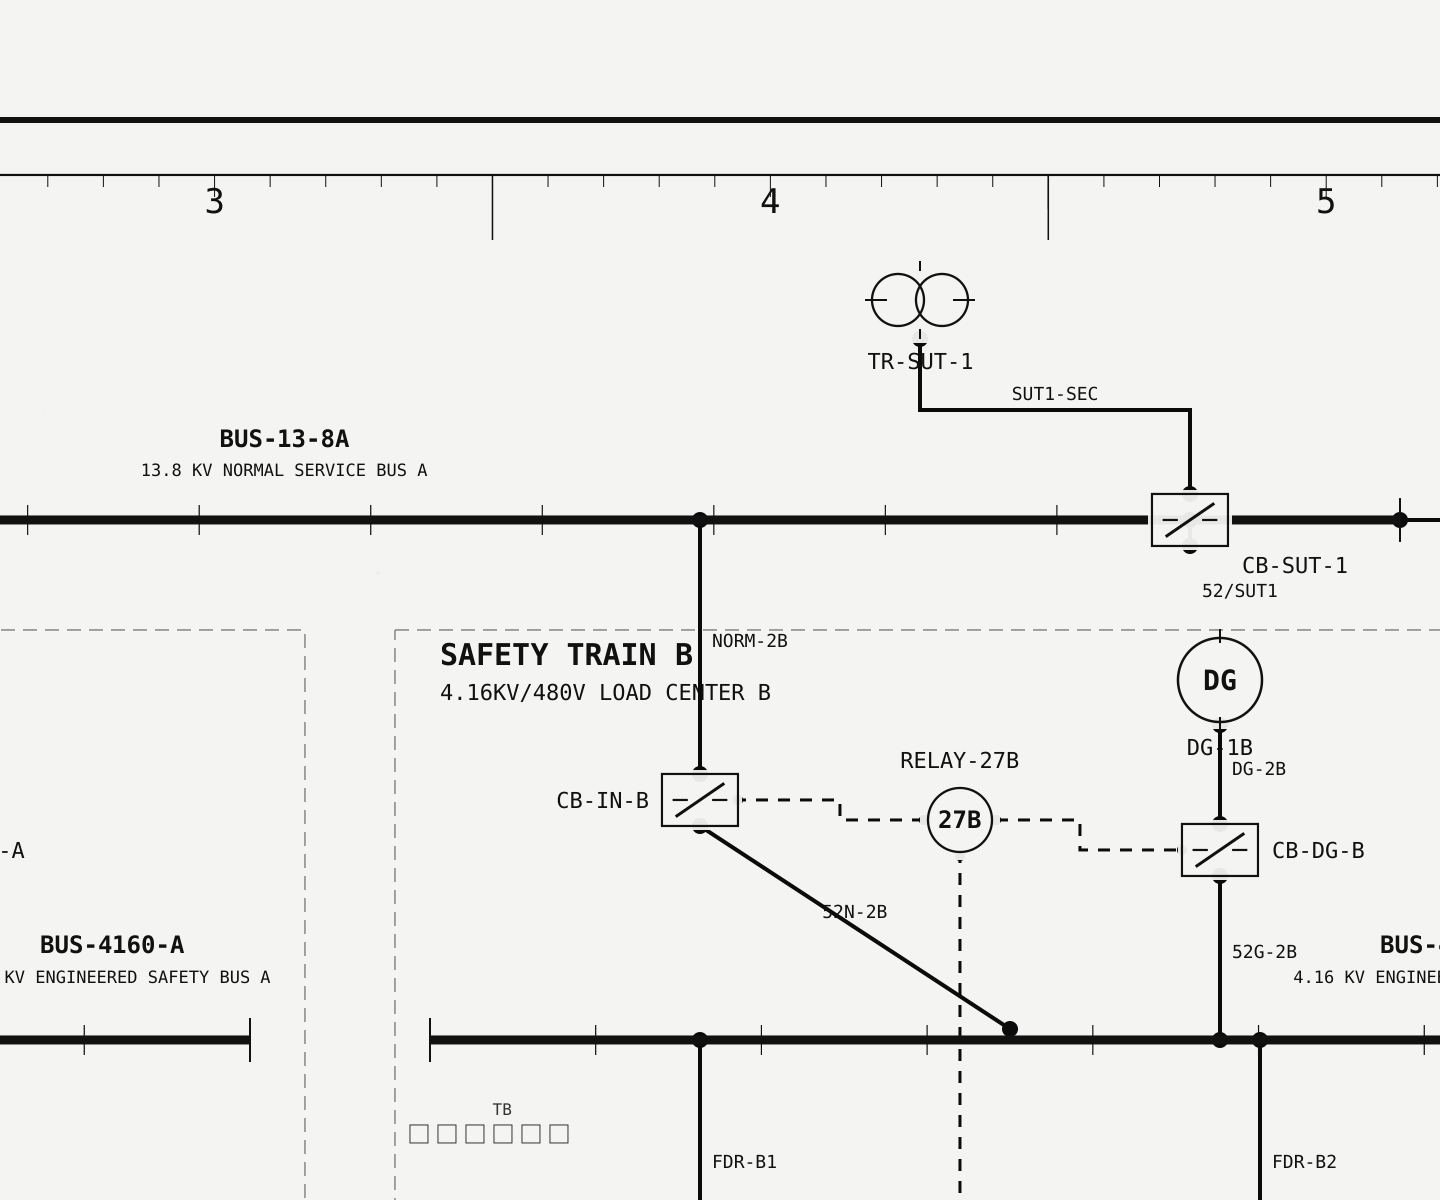 3
4
5
TR-SUT-1
SUT1-SEC
BUS-13-8A
13.8 KV NORMAL SERVICE BUS A
CB-SUT-1
52/SUT1
SAFETY TRAIN B
NORM-2B
4.16KV/480V LOAD CENTER B
DG
DG-1B
DG-2B
RELAY-27B
CB-IN-B
27B
-A
CB-DG-B
52N-2B
BUS-4160-A
KV ENGINEERED SAFETY BUS A
52G-2B
BUS-
4.16 KV ENGINEE
TB
FDR-B1
FDR-B2